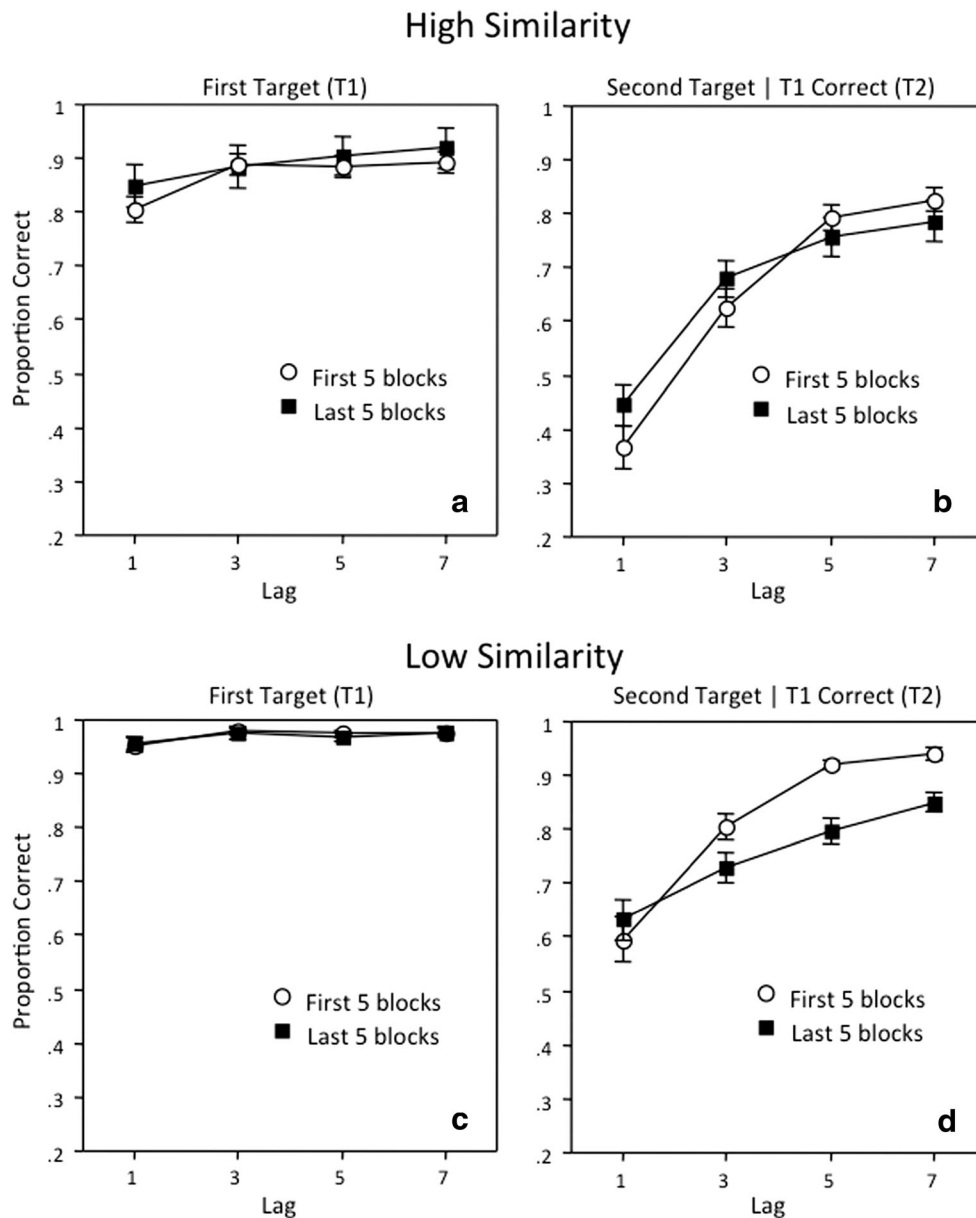 High Similarity
First Target (T1)
1
.9
.8
.7
.6
.5
.4
.3
.2
Proportion Correct
First 5 blocks
Last 5 blocks
a
1
3
5
7
Lag
Second Target | T1 Correct (T2)
1
.9
.8
.7
.6
.5
.4
.3
.2
First 5 blocks
Last 5 blocks
b
1
3
5
7
Lag
Low Similarity
First Target (T1)
1
.9
.8
.7
.6
.5
.4
.3
.2
Proportion Correct
First 5 blocks
Last 5 blocks
c
1
3
5
7
Lag
Second Target | T1 Correct (T2)
1
.9
.8
.7
.6
.5
.4
.3
.2
First 5 blocks
Last 5 blocks
d
1
3
5
7
Lag